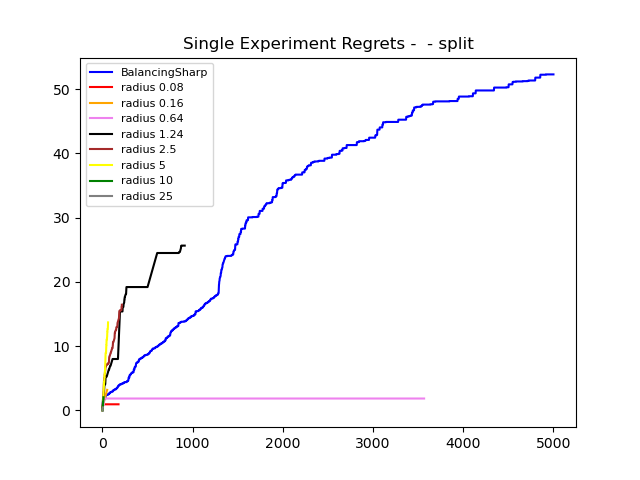 Single Experiment Regrets -  - split
BalancingSharp
radius 0.08
radius 0.16
radius 0.64
radius 1.24
radius 2.5
radius 5
radius 10
radius 25
50
40
30
20
10
0
0 1000 2000 3000 4000 5000